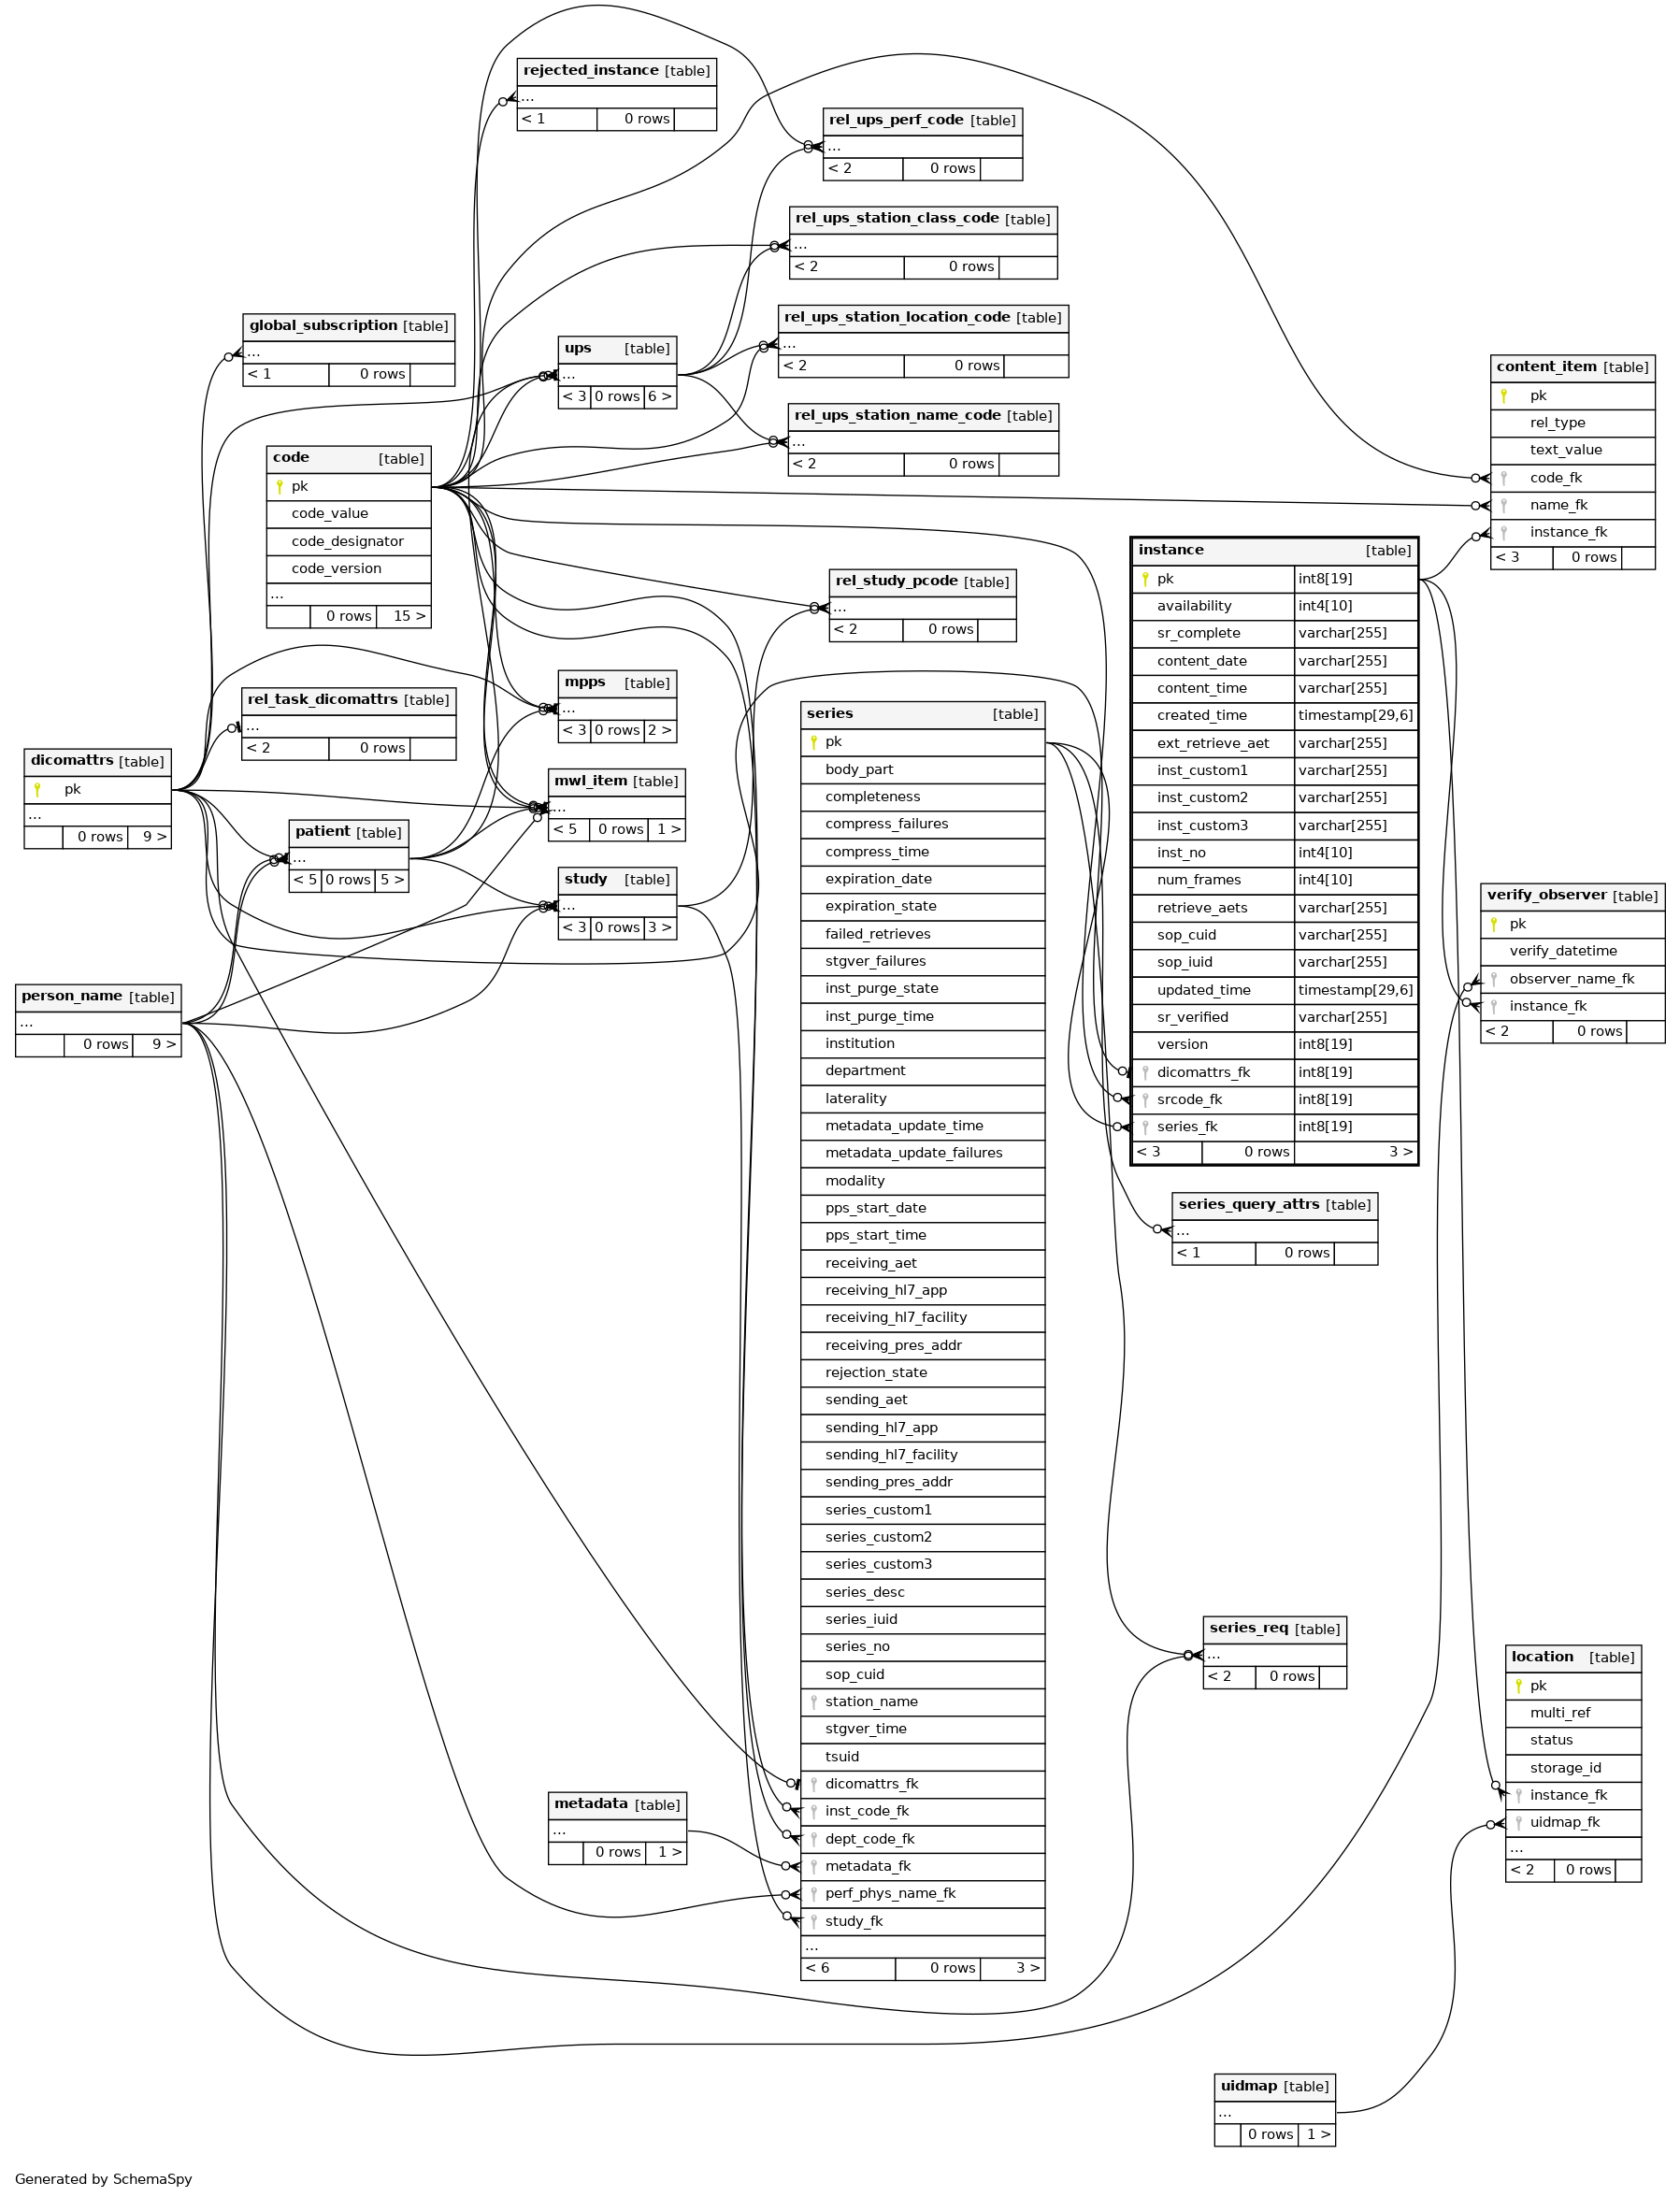 rejected_instance [table]
...
< 1 0 rows
rel_ups_perf_code [table]
...
< 2 0 rows
rel_ups_station_class_code [table]
...
< 2 0 rows
rel_ups_station_location_code [table]
...
< 2 0 rows
rel_ups_station_name_code [table]
...
< 2 0 rows
global_subscription [table]
...
< 1 0 rows
ups [table]
...
< 3 0 rows 6 >
code [table]
pk
code_value
code_designator
code_version
...
0 rows 15 >
content_item [table]
pk
rel_type
text_value
code_fk
name_fk
instance_fk
< 3 0 rows
instance [table]
pk int8[19]
availability int4[10]
sr_complete varchar[255]
content_date varchar[255]
content_time varchar[255]
created_time timestamp[29,6]
ext_retrieve_aet varchar[255]
inst_custom1 varchar[255]
inst_custom2 varchar[255]
inst_custom3 varchar[255]
inst_no int4[10]
num_frames int4[10]
retrieve_aets varchar[255]
sop_cuid varchar[255]
sop_iuid varchar[255]
updated_time timestamp[29,6]
sr_verified varchar[255]
version int8[19]
dicomattrs_fk int8[19]
srcode_fk int8[19]
series_fk int8[19]
< 3 0 rows 3 >
rel_study_pcode [table]
...
< 2 0 rows
mpps [table]
...
< 3 0 rows 2 >
rel_task_dicomattrs [table]
...
< 2 0 rows
dicomattrs [table]
pk
...
0 rows 9 >
mwl_item [table]
...
< 5 0 rows 1 >
patient [table]
...
< 5 0 rows 5 >
study [table]
...
< 3 0 rows 3 >
person_name [table]
...
0 rows 9 >
series [table]
pk
body_part
completeness
compress_failures
compress_time
expiration_date
expiration_state
failed_retrieves
stgver_failures
inst_purge_state
inst_purge_time
institution
department
laterality
metadata_update_time
metadata_update_failures
modality
pps_start_date
pps_start_time
receiving_aet
receiving_hl7_app
receiving_hl7_facility
receiving_pres_addr
rejection_state
sending_aet
sending_hl7_app
sending_hl7_facility
sending_pres_addr
series_custom1
series_custom2
series_custom3
series_desc
series_iuid
series_no
sop_cuid
station_name
stgver_time
tsuid
dicomattrs_fk
inst_code_fk
dept_code_fk
metadata_fk
perf_phys_name_fk
study_fk
...
< 6 0 rows 3 >
verify_observer [table]
pk
verify_datetime
observer_name_fk
instance_fk
< 2 0 rows
series_query_attrs [table]
...
< 1 0 rows
series_req [table]
...
< 2 0 rows
location [table]
pk
multi_ref
status
storage_id
instance_fk
uidmap_fk
...
< 2 0 rows
metadata [table]
...
0 rows 1 >
uidmap [table]
...
0 rows 1 >
Generated by SchemaSpy